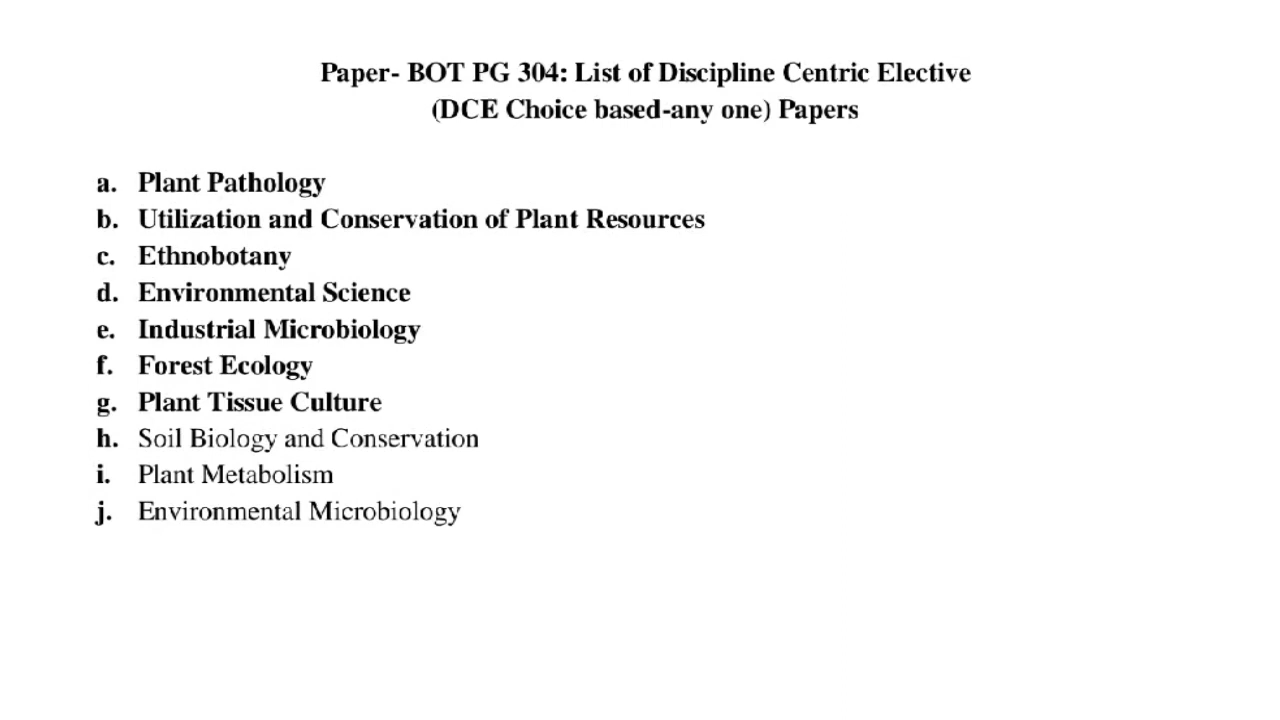 Paper- BOT PG 304: List of Discipline Centric Elective
(DCE Choice based-any one) Papers
a. Plant Pathology
b. Utilization and Conservation of Plant Resources
c. Ethnobotany
d. Environmental Science
e. Industrial Microbiology
f. Forest Ecology
g. Plant Tissue Culture
h. Soil Biology and Conservation
i. Plant Metabolism
j. Environmental Microbiology